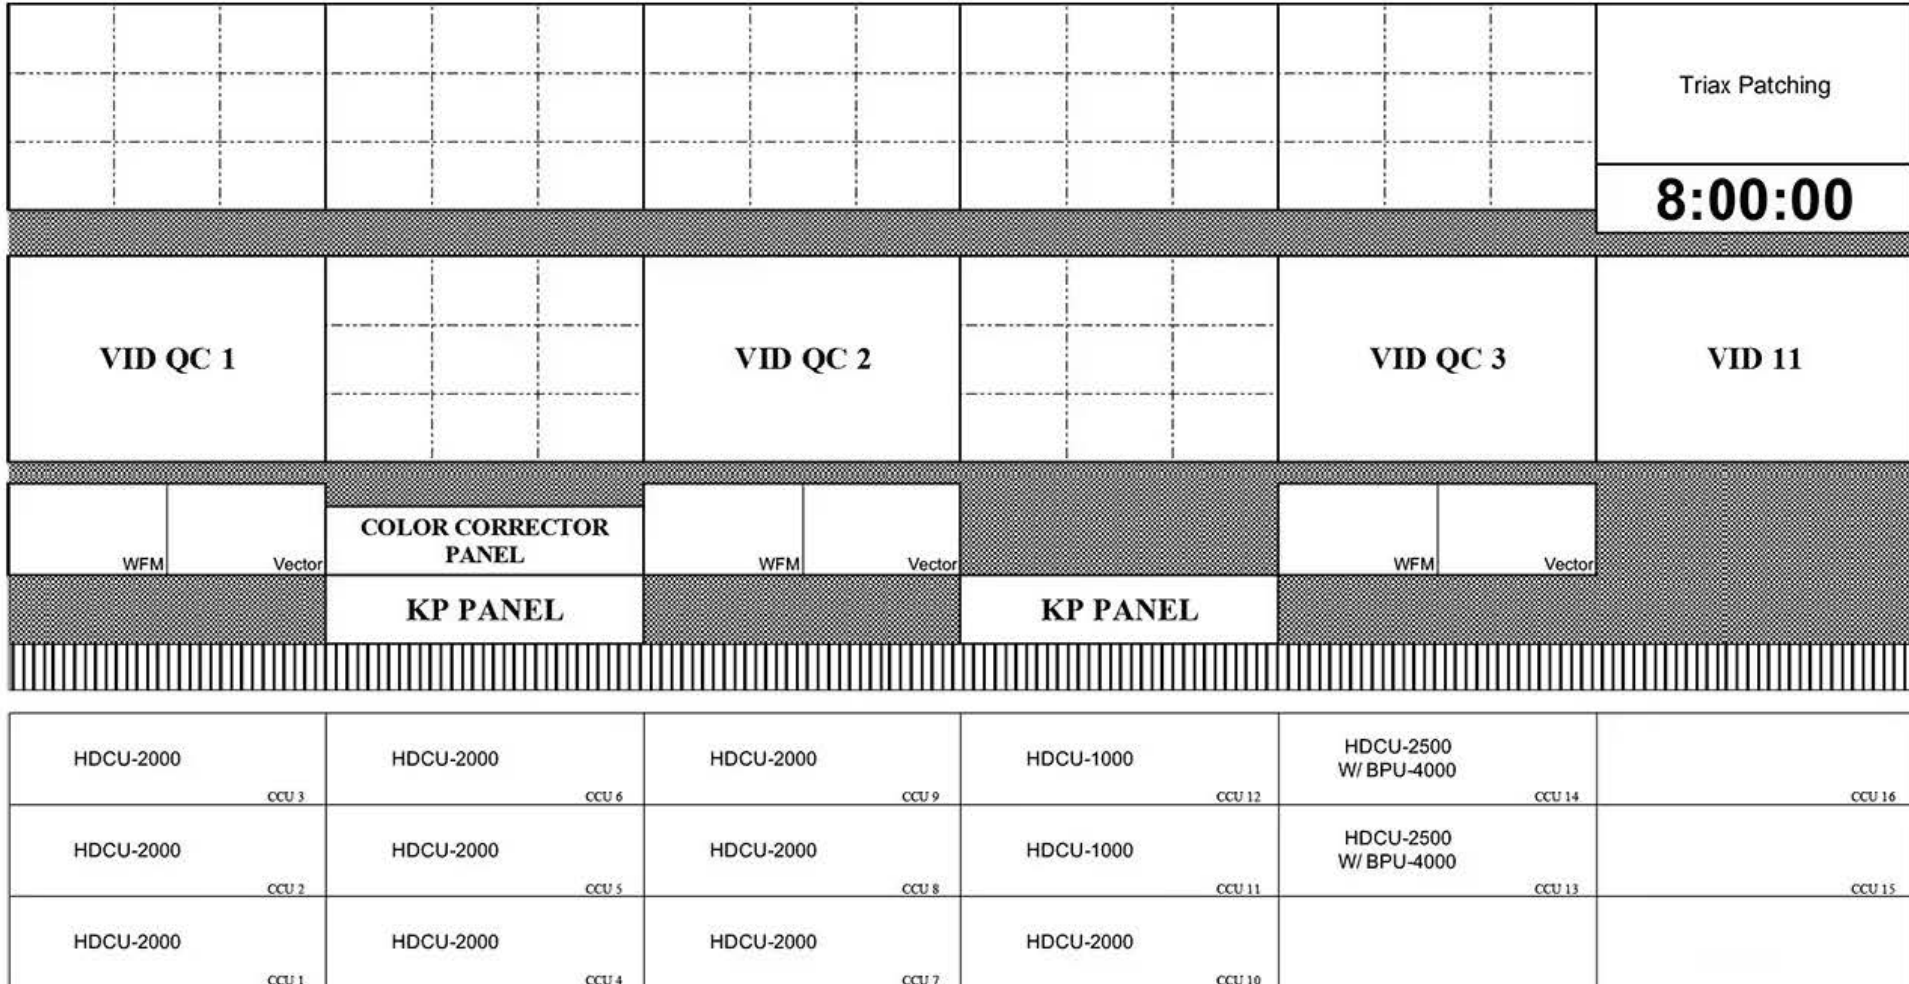 Triax Patching
8:00:00
VID QC 1
VID QC 2
VID QC 3
VID 11
WFM
Vector
COLOR CORRECTOR
PANEL
WFM
Vector
WFM
Vector
KP PANEL
KP PANEL
HDCU-2000
CCU 3
HDCU-2000
CCU 6
HDCU-2000
CCU 9
HDCU-1000
CCU 12
HDCU-2500
W/ BPU-4000
CCU 14
CCU 16
HDCU-2000
CCU 2
HDCU-2000
CCU 5
HDCU-2000
CCU 8
HDCU-1000
CCU 11
HDCU-2500
W/ BPU-4000
CCU 13
CCU 15
HDCU-2000
CCU 1
HDCU-2000
CCU 4
HDCU-2000
CCU 7
HDCU-2000
CCU 10